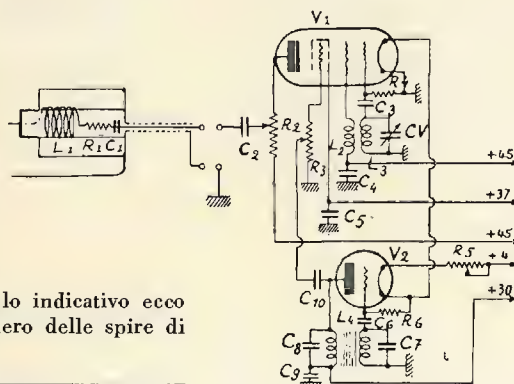 V1
R1
C3
CV
L1
R1
C1
C2
R2
R3
L2
L3
C4
+45
+37
C5
+45
V2
R5
+4
C10
+30
lo indicativo ecco
ero delle spire di
L4
C6
R6
C8
C7
C9